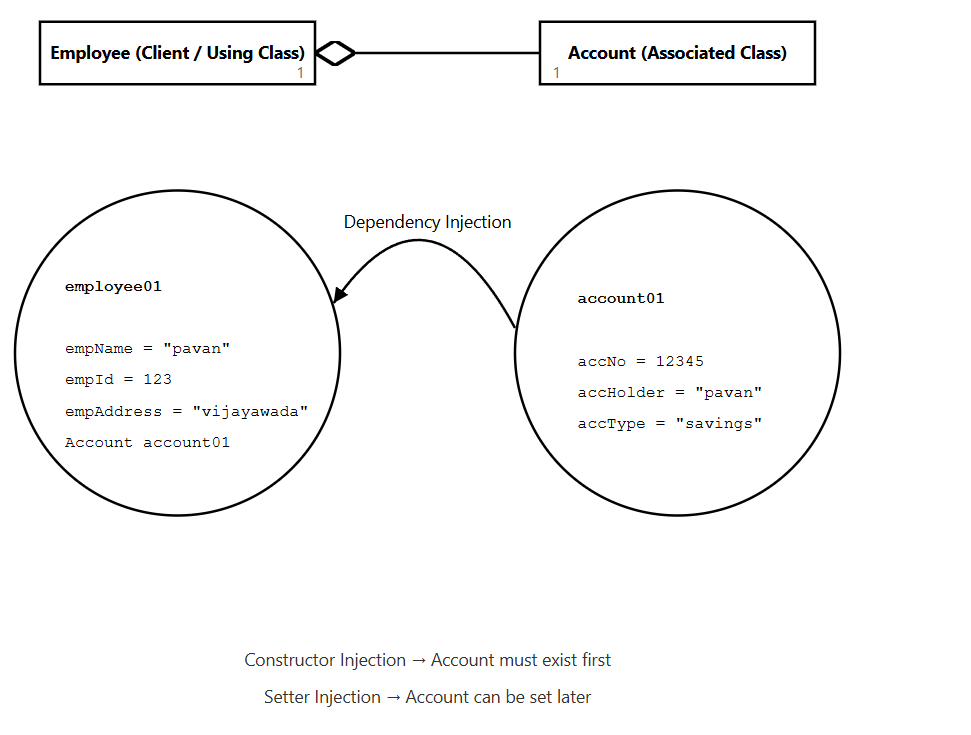 Employee (Client / Using Class)
1
Account (Associated Class)
1
Dependency Injection
employee01
empName = "pavan"
empId = 123
empAddress = "vijayawada"
Account account01
account01
accNo = 12345
accHolder = "pavan"
accType = "savings"
Constructor Injection → Account must exist first
Setter Injection → Account can be set later